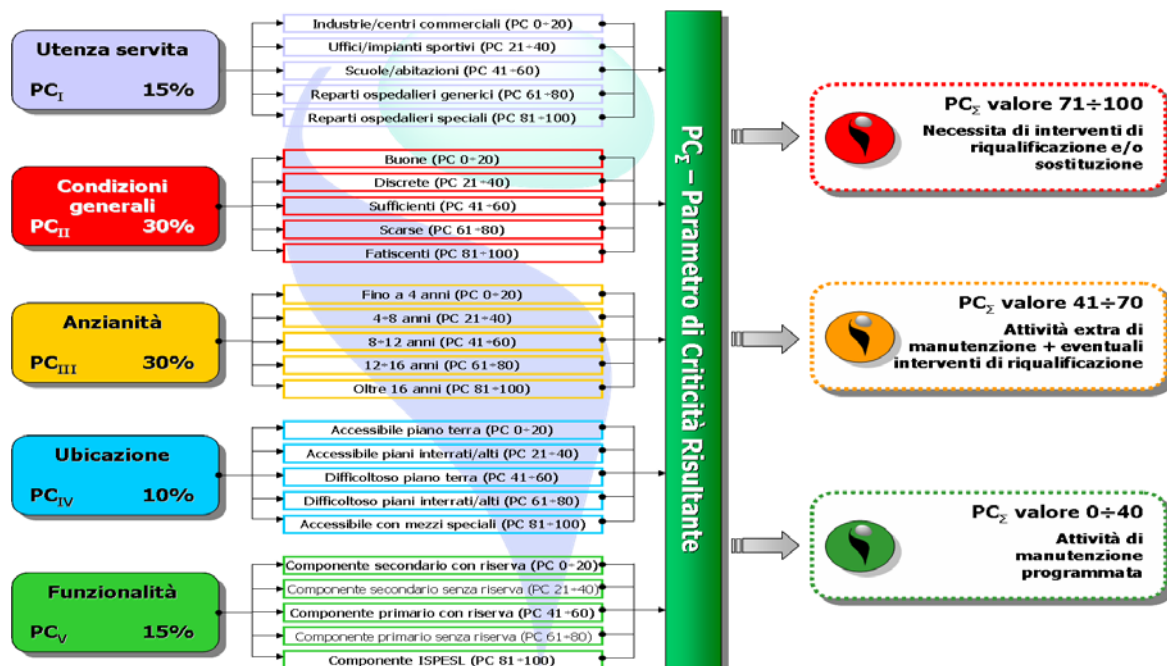 Utenza servita
PC_I 15%
Industrie/centri commerciali (PC 0÷20)
Uffici/impianti sportivi (PC 21÷40)
Scuole/abitazioni (PC 41÷60)
Reparti ospedalieri generici (PC 61÷80)
Reparti ospedalieri speciali (PC 81÷100)
Condizioni
generali
PC_II 30%
Buone (PC 0÷20)
Discrete (PC 21÷40)
Sufficienti (PC 41÷60)
Scarse (PC 61÷80)
Fatiscenti (PC 81÷100)
Anzianità
PC_III 30%
Fino a 4 anni (PC 0÷20)
4÷8 anni (PC 21÷40)
8÷12 anni (PC 41÷60)
12÷16 anni (PC 61÷80)
Oltre 16 anni (PC 81÷100)
Ubicazione
PC_IV 10%
Accessibile piano terra (PC 0÷20)
Accessibile piani interrati/alti (PC 21÷40)
Difficoltoso piano terra (PC 41÷60)
Difficoltoso piani interrati/alti (PC 61÷80)
Accessibile con mezzi speciali (PC 81÷100)
Funzionalità
PC_V 15%
Componente secondario con riserva (PC 0÷20)
Componente secondario senza riserva (PC 21÷40)
Componente primario con riserva (PC 41÷60)
Componente primario senza riserva (PC 61÷80)
Componente ISPESL (PC 81÷100)
PC_Σ – Parametro di Criticità Risultante
PC_Σ valore 71÷100
Necessita di interventi di
riqualificazione e/o
sostituzione
PC_Σ valore 41÷70
Attività extra di
manutenzione + eventuali
interventi di riqualificazione
PC_Σ valore 0÷40
Attività di
manutenzione
programmata